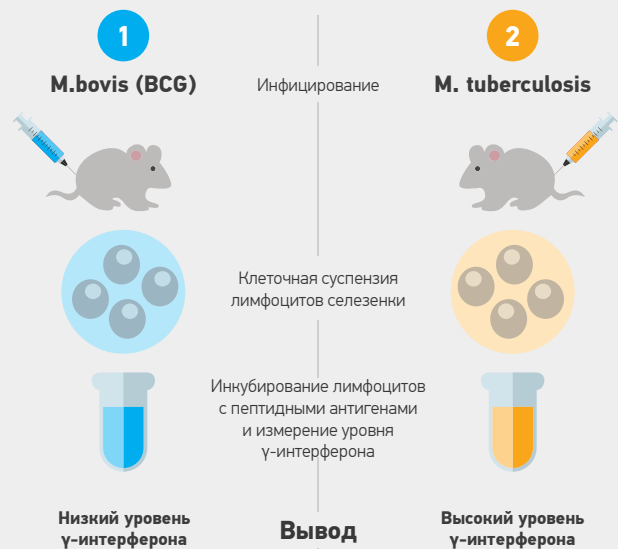 1
2
M.bovis (BCG)
Инфицирование
M. tuberculosis
Клеточная суспензия
лимфоцитов селезенки
Инкубирование лимфоцитов
с пептидными антигенами
и измерение уровня
γ-интерферона
Низкий уровень
γ-интерферона
Вывод
Высокий уровень
γ-интерферона